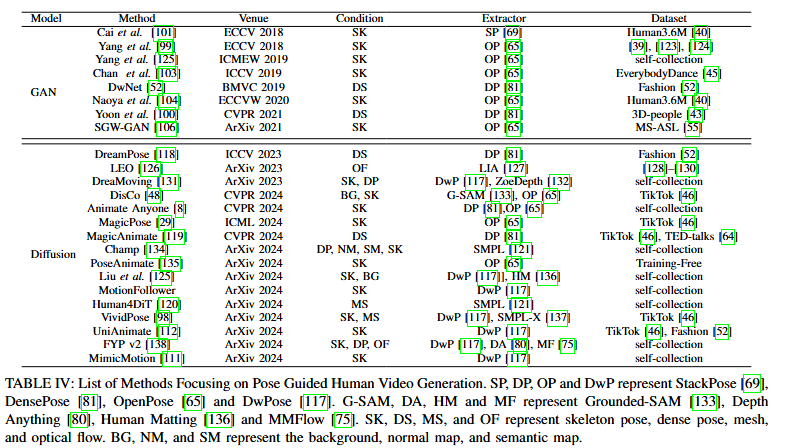 Model Method Venue Condition Extractor Dataset
GAN
Cai et al. [101] ECCV 2018 SK SP [69] Human3.6M [40]
Yang et al. [99] ECCV 2018 SK OP [65] [39], [123], [124]
Yang et al. [125] ICMEW 2019 SK OP [65] self-collection
Chan et al. [103] ICCV 2019 SK OP [65] EverybodyDance [45]
DwNet [52] BMVC 2019 DS DP [81] Fashion [52]
Naoya et al. [104] ECCVW 2020 SK OP [65] Human3.6M [40]
Yoon et al. [100] CVPR 2021 DS DP [81] 3D-people [43]
SGW-GAN [106] ArXiv 2021 SK OP [65] MS-ASL [55]
Diffusion
DreamPose [118] ICCV 2023 DS DP [81] Fashion [52]
LEO [126] ArXiv 2023 OF LIA [127] [128]–[130]
DreaMoving [131] ArXiv 2023 SK, DP DwP [117], ZoeDepth [132] self-collection
DisCo [48] CVPR 2024 BG, SK G-SAM [133], OP [65] TikTok [46]
Animate Anyone [8] CVPR 2024 SK DP [81],OP [65] self-collection
MagicPose [29] ICML 2024 SK OP [65] TikTok [46]
MagicAnimate [119] CVPR 2024 DS DP [81] TikTok [46], TED-talks [64]
Champ [134] ArXiv 2024 DP, NM, SM, SK SMPL [121] self-collection
PoseAnimate [135] ArXiv 2024 SK OP [65] Training-Free
Liu et al. [125] ArXiv 2024 SK, BG DwP [117]], HM [136] self-collection
MotionFollower ArXiv 2024 SK DwP [117] self-collection
Human4DiT [120] ArXiv 2024 MS SMPL [121] self-collection
VividPose [98] ArXiv 2024 SK, MS DwP [117], SMPL-X [137] TikTok [46]
UniAnimate [112] ArXiv 2024 SK DwP [117] TikTok [46], Fashion [52]
FYP v2 [138] ArXiv 2024 SK, DP, OF DwP [117], DA [80], MF [75] self-collection
MimicMotion [111] ArXiv 2024 SK DwP [117] self-collection
TABLE IV: List of Methods Focusing on Pose Guided Human Video Generation. SP, DP, OP and DwP represent StackPose [69],
DensePose [81], OpenPose [65] and DwPose [117]. G-SAM, DA, HM and MF represent Grounded-SAM [133], Depth
Anything [80], Human Matting [136] and MMFlow [75]. SK, DS, MS, and OF represent skeleton pose, dense pose, mesh,
and optical flow. BG, NM, and SM represent the background, normal map, and semantic map.